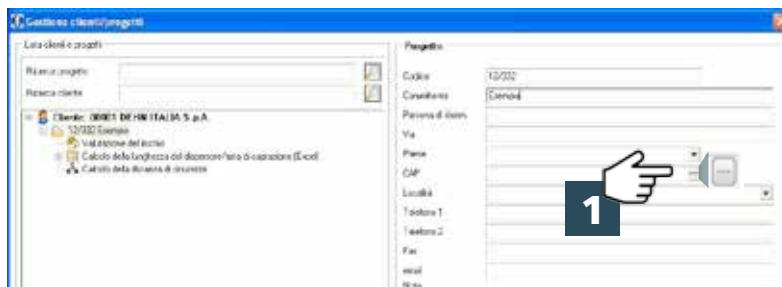 Gestione clienti/progetti
Lista clienti e progetti
Ricerca progetto
Ricerca cliente
Cliente: 00001 DEHN ITALIA S.p.A.
12/002 Esempio
Valutazione del rischio
Calcolo della lunghezza del dispersore/asta di captazione (Excel)
Calcolo della distanza di sicurezza
Progetto
Codice 12/002
Committente Esempio
Persona di
Via
Paese
CAP
Località
Telefono 1
Telefono 2
Fax
email
Note
...
1